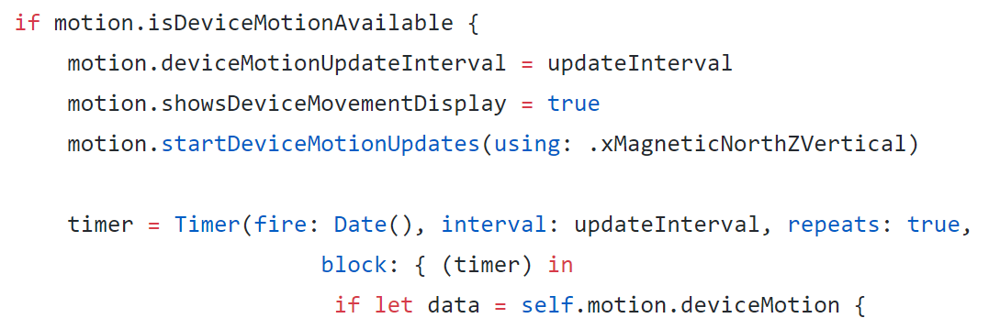 if motion.isDeviceMotionAvailable {
    motion.deviceMotionUpdateInterval = updateInterval
    motion.showsDeviceMovementDisplay = true
    motion.startDeviceMotionUpdates(using: .xMagneticNorthZVertical)

    timer = Timer(fire: Date(), interval: updateInterval, repeats: true,
                       block: { (timer) in
                        if let data = self.motion.deviceMotion {